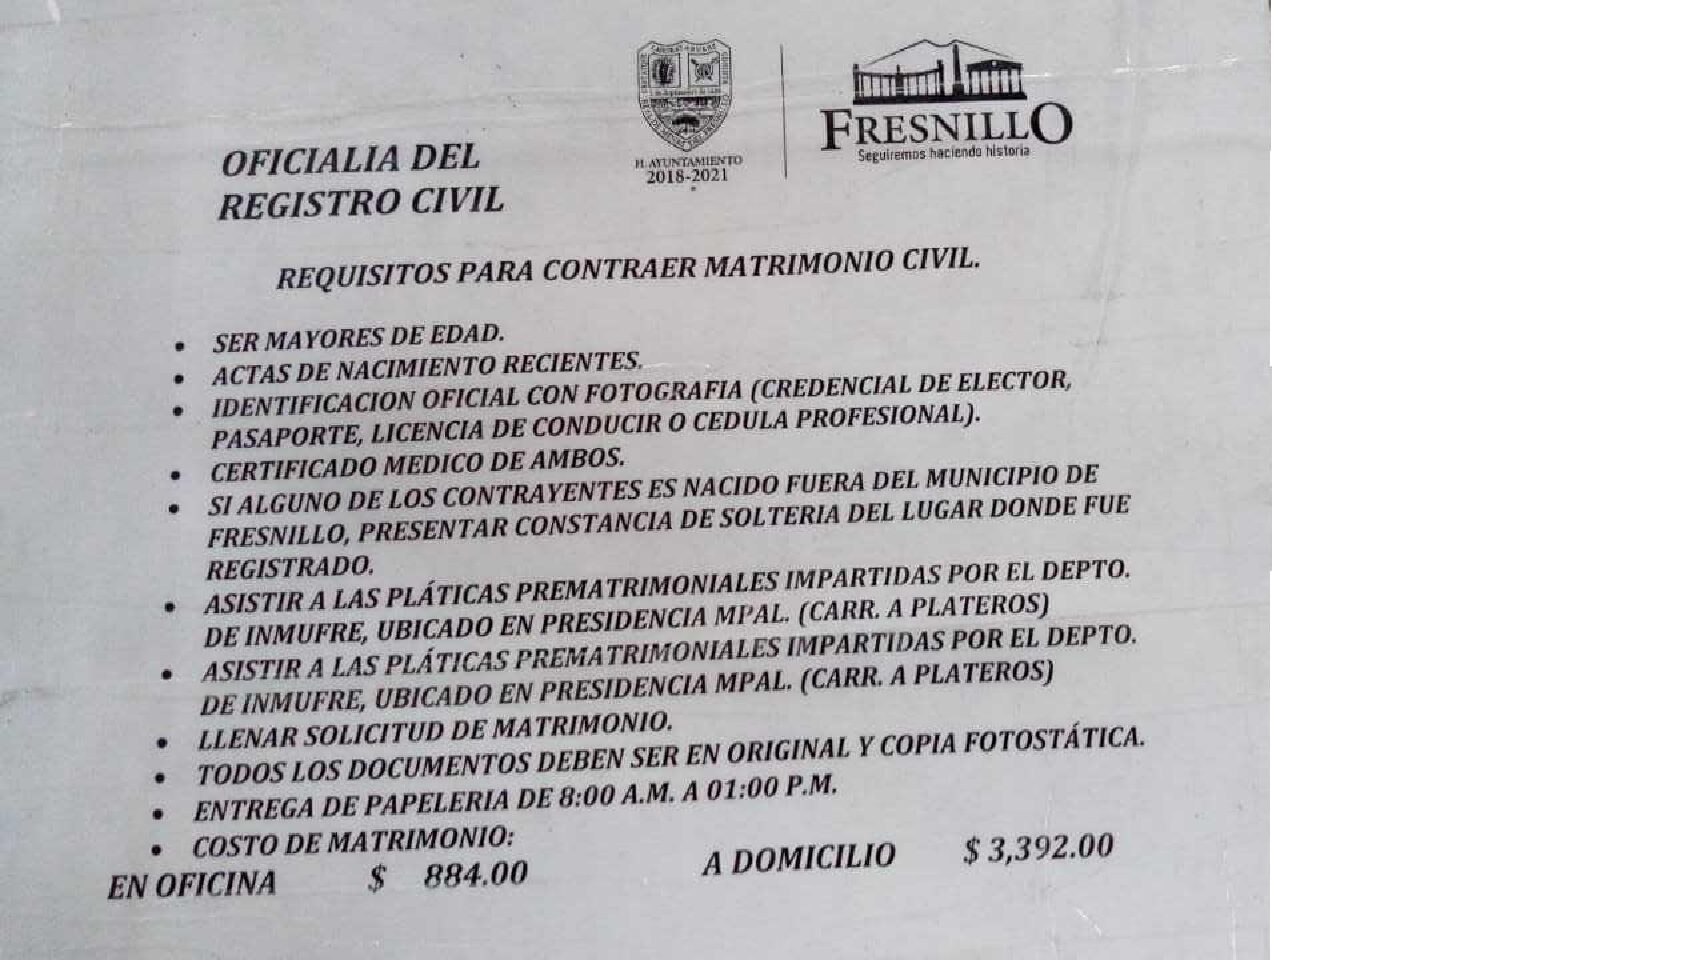 H. AYUNTAMIENTO
2018-2021
FRESNILLO
Seguiremos haciendo historia
OFICIALIA DEL
REGISTRO CIVIL
REQUISITOS PARA CONTRAER MATRIMONIO CIVIL.
• SER MAYORES DE EDAD.
• ACTAS DE NACIMIENTO RECIENTES.
• IDENTIFICACION OFICIAL CON FOTOGRAFIA (CREDENCIAL DE ELECTOR,
PASAPORTE, LICENCIA DE CONDUCIR O CEDULA PROFESIONAL).
• CERTIFICADO MEDICO DE AMBOS.
• SI ALGUNO DE LOS CONTRAYENTES ES NACIDO FUERA DEL MUNICIPIO DE
FRESNILLO, PRESENTAR CONSTANCIA DE SOLTERIA DEL LUGAR DONDE FUE
REGISTRADO.
• ASISTIR A LAS PLÁTICAS PREMATRIMONIALES IMPARTIDAS POR EL DEPTO.
DE INMUFRE, UBICADO EN PRESIDENCIA MPAL. (CARR. A PLATEROS)
• ASISTIR A LAS PLÁTICAS PREMATRIMONIALES IMPARTIDAS POR EL DEPTO.
DE INMUFRE, UBICADO EN PRESIDENCIA MPAL. (CARR. A PLATEROS)
• LLENAR SOLICITUD DE MATRIMONIO.
• TODOS LOS DOCUMENTOS DEBEN SER EN ORIGINAL Y COPIA FOTOSTÁTICA.
• ENTREGA DE PAPELERIA DE 8:00 A.M. A 01:00 P.M.
• COSTO DE MATRIMONIO:
EN OFICINA $ 884.00 A DOMICILIO $ 3,392.00